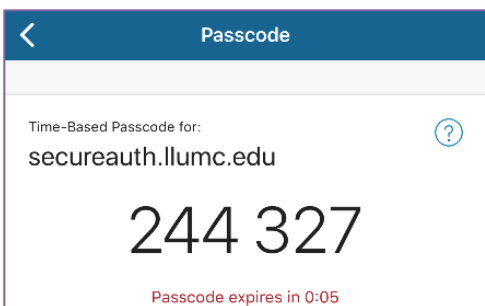 Passcode
Time-Based Passcode for:
?
secureauth.llumc.edu
244 327
Passcode expires in 0:05